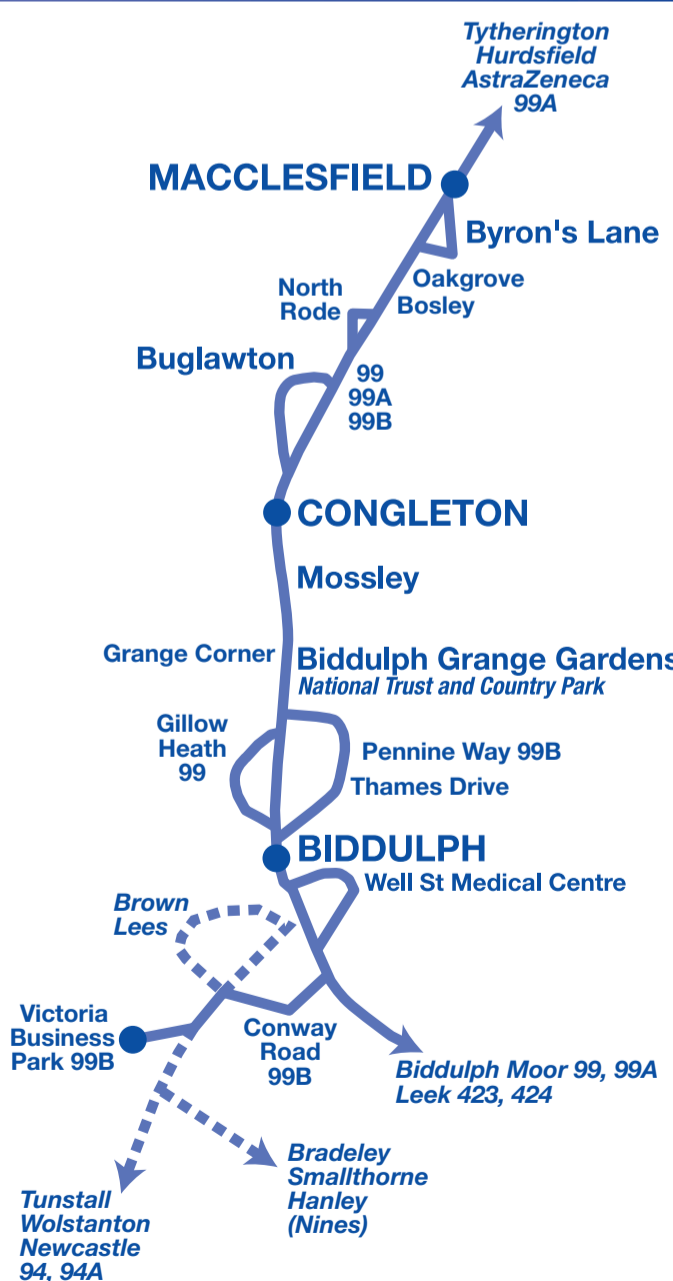 Tytherington
Hurdsfield
AstraZeneca
99A
MACCLESFIELD
Byron's Lane
Oakgrove
Bosley
North
Rode
Buglawton
99
99A
99B
CONGLETON
Mossley
Grange Corner
Biddulph Grange Gardens
National Trust and Country Park
Gillow
Heath
99
Pennine Way 99B
Thames Drive
BIDDULPH
Well St Medical Centre
Brown
Lees
Victoria
Business
Park 99B
Conway
Road
99B
Biddulph Moor 99, 99A
Leek 423, 424
Bradeley
Smallthorne
Hanley
(Nines)
Tunstall
Wolstanton
Newcastle
94, 94A